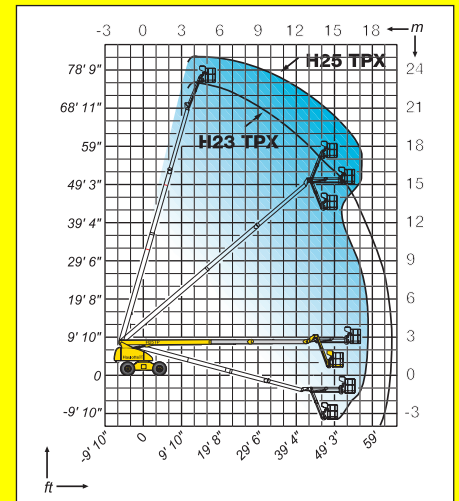 -3 0 3 6 9 12 15 18 m
78' 9" H25 TPX 24
68' 11" 21
H23 TPX
59' 18
49' 3" 15
39' 4" 12
29' 6" 9
19' 8" 6
9' 10" 3
0 0
-9' 10" -3
-9' 10" 0 9' 10" 19' 8" 29' 6" 39' 4" 49' 3" 59'
ft